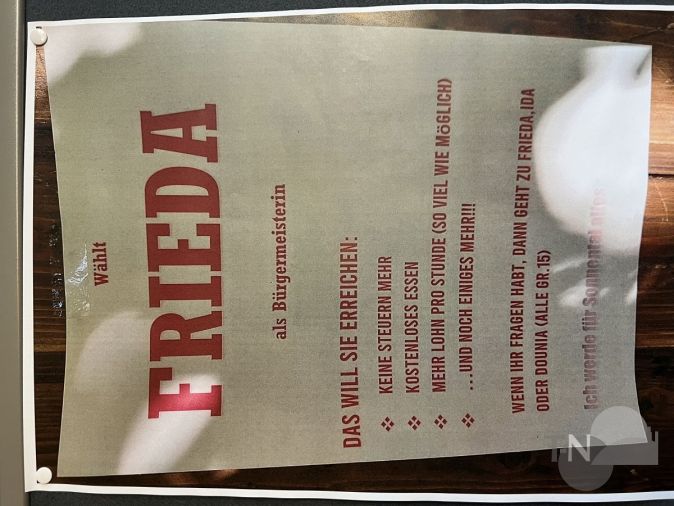 Wählt
FRIEDA
als Bürgermeisterin
DAS WILL SIE ERREICHEN:
❖ KEINE STEUERN MEHR
❖ KOSTENLOSES ESSEN
❖ MEHR LOHN PRO STUNDE (SO VIEL WIE MÖGLICH)
❖ ...UND NOCH EINIGES MEHR!!!
WENN IHR FRAGEN HABT, DANN GEHT ZU FRIEDA, IDA
ODER DOUNIA (ALLE GR.15)
Ich werde für
N